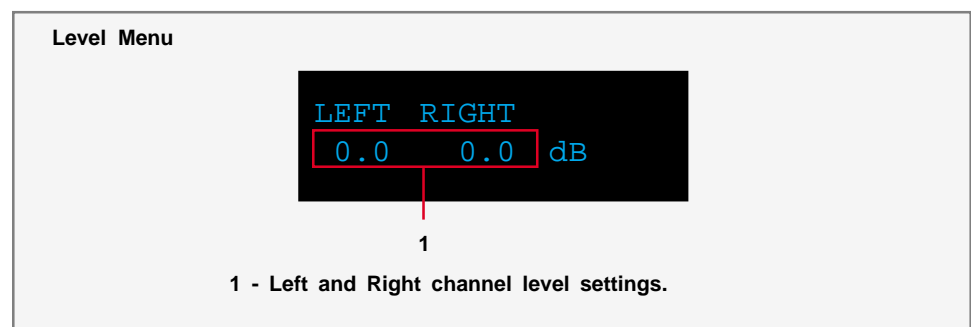 Level Menu
LEFT RIGHT
0.0 0.0 dB
1
1 - Left and Right channel level settings.